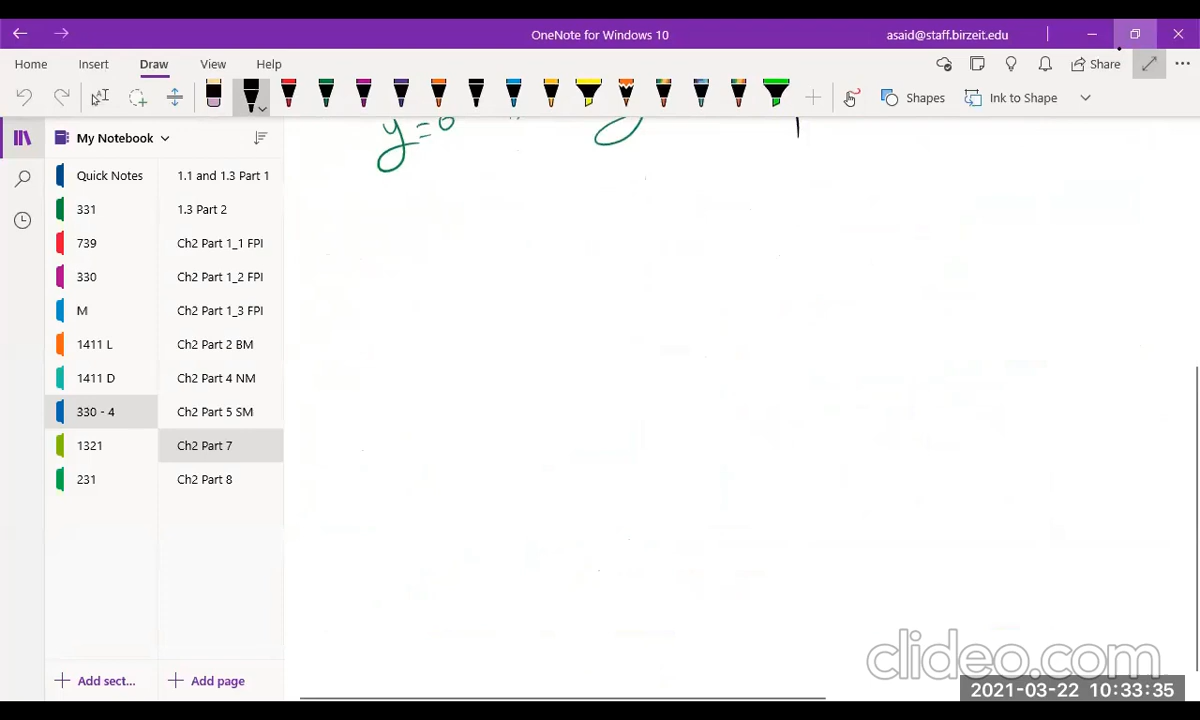 OneNote for Windows 10
asaid@staff.birzeit.edu
Home Insert Draw View Help
Share
Shapes
Ink to Shape
My Notebook
Quick Notes
331
739
330
M
1411 L
1411 D
330 - 4
1321
231
1.1 and 1.3 Part 1
1.3 Part 2
Ch2 Part 1_1 FPI
Ch2 Part 1_2 FPI
Ch2 Part 1_3 FPI
Ch2 Part 2 BM
Ch2 Part 4 NM
Ch2 Part 5 SM
Ch2 Part 7
Ch2 Part 8
Add sect...
Add page
clideo.com
2021-03-22 10:33:35